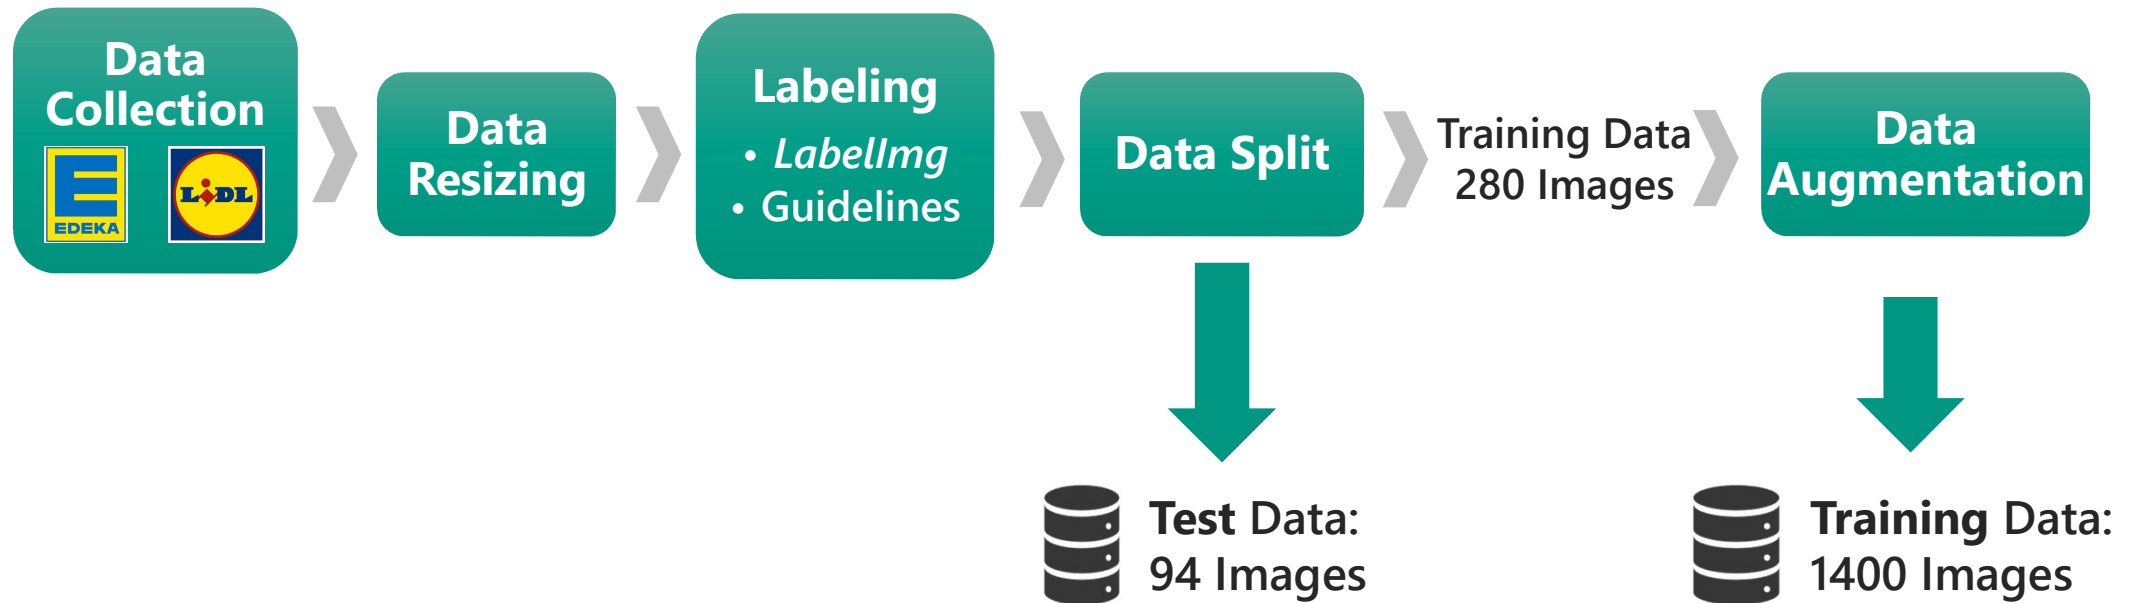 Data
Collection
EDEKA
LiDL
Data
Resizing
Labeling
• LabelImg
• Guidelines
Data Split
Training Data
280 Images
Data
Augmentation
Test Data:
94 Images
Training Data:
1400 Images